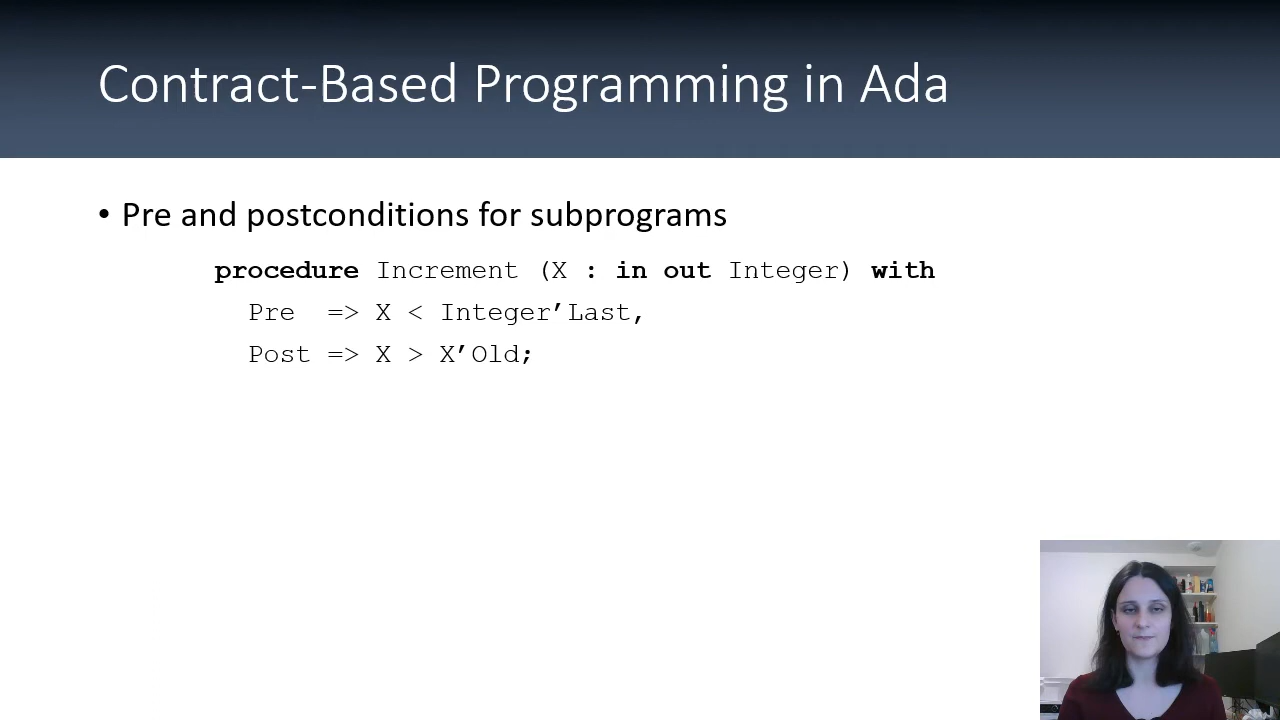 Contract-Based Programming in Ada
• Pre and postconditions for subprograms
procedure Increment (X : in out Integer) with
Pre  => X < Integer’Last,
Post => X > X’Old;